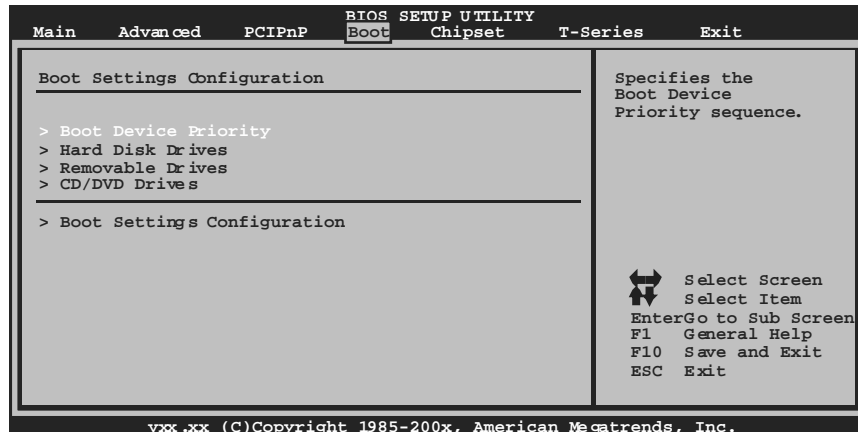 BIOS SETUP UTILITY
Main Advanced PCIPnP Boot Chipset T-Series Exit
Boot Settings Configuration
> Boot Device Priority
> Hard Disk Drives
> Removable Drives
> CD/DVD Drives
> Boot Settings Configuration
Specifies the
Boot Device
Priority sequence.
Select Screen
Select Item
EnterGo to Sub Screen
F1 General Help
F10 Save and Exit
ESC Exit
vxx.xx (C)Copyright 1985-200x, American Megatrends, Inc.